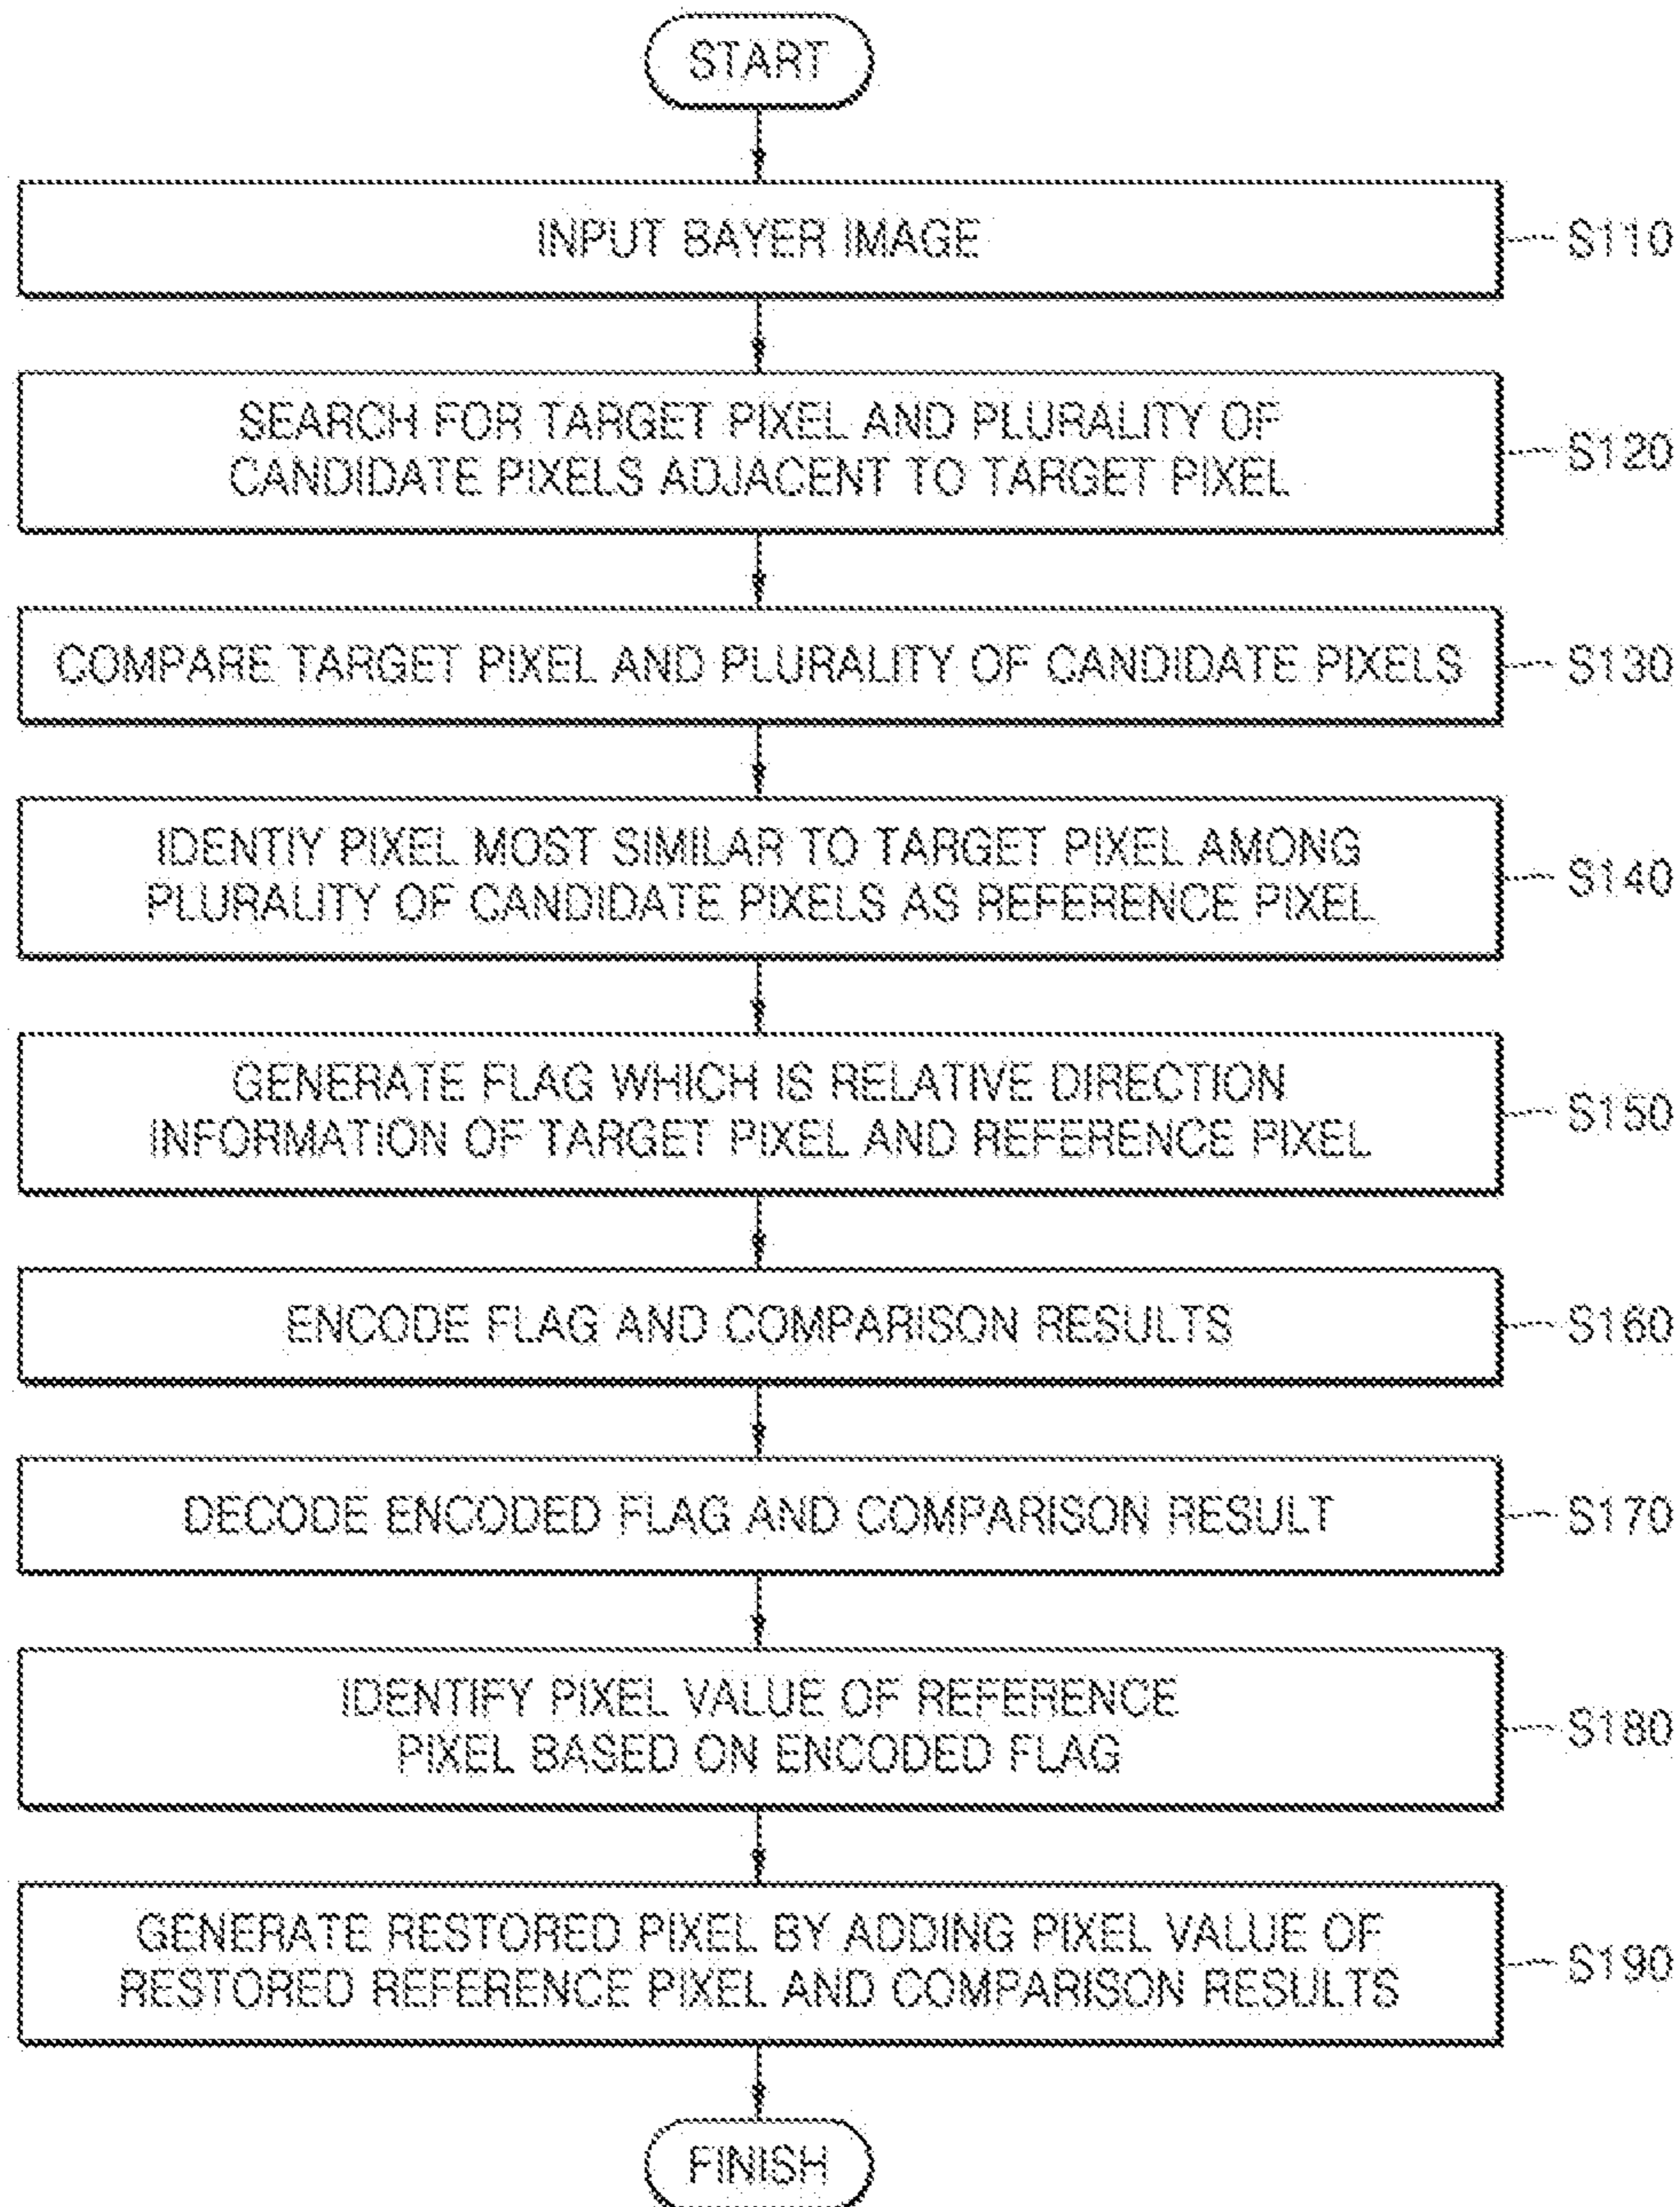 START
INPUT BAYER IMAGE
S110
SEARCH FOR TARGET PIXEL AND PLURALITY OF
CANDIDATE PIXELS ADJACENT TO TARGET PIXEL
S120
COMPARE TARGET PIXEL AND PLURALITY OF CANDIDATE PIXELS
S130
IDENTIY PIXEL MOST SIMILAR TO TARGET PIXEL AMONG
PLURALITY OF CANDIDATE PIXELS AS REFERENCE PIXEL
S140
GENERATE FLAG WHICH IS RELATIVE DIRECTION
INFORMATION OF TARGET PIXEL AND REFERENCE PIXEL
S150
ENCODE FLAG AND COMPARISON RESULTS
S160
DECODE ENCODED FLAG AND COMPARISON RESULT
S170
IDENTIFY PIXEL VALUE OF REFERENCE
PIXEL BASED ON ENCODED FLAG
S180
GENERATE RESTORED PIXEL BY ADDING PIXEL VALUE OF
RESTORED REFERENCE PIXEL AND COMPARISON RESULTS
S190
FINISH